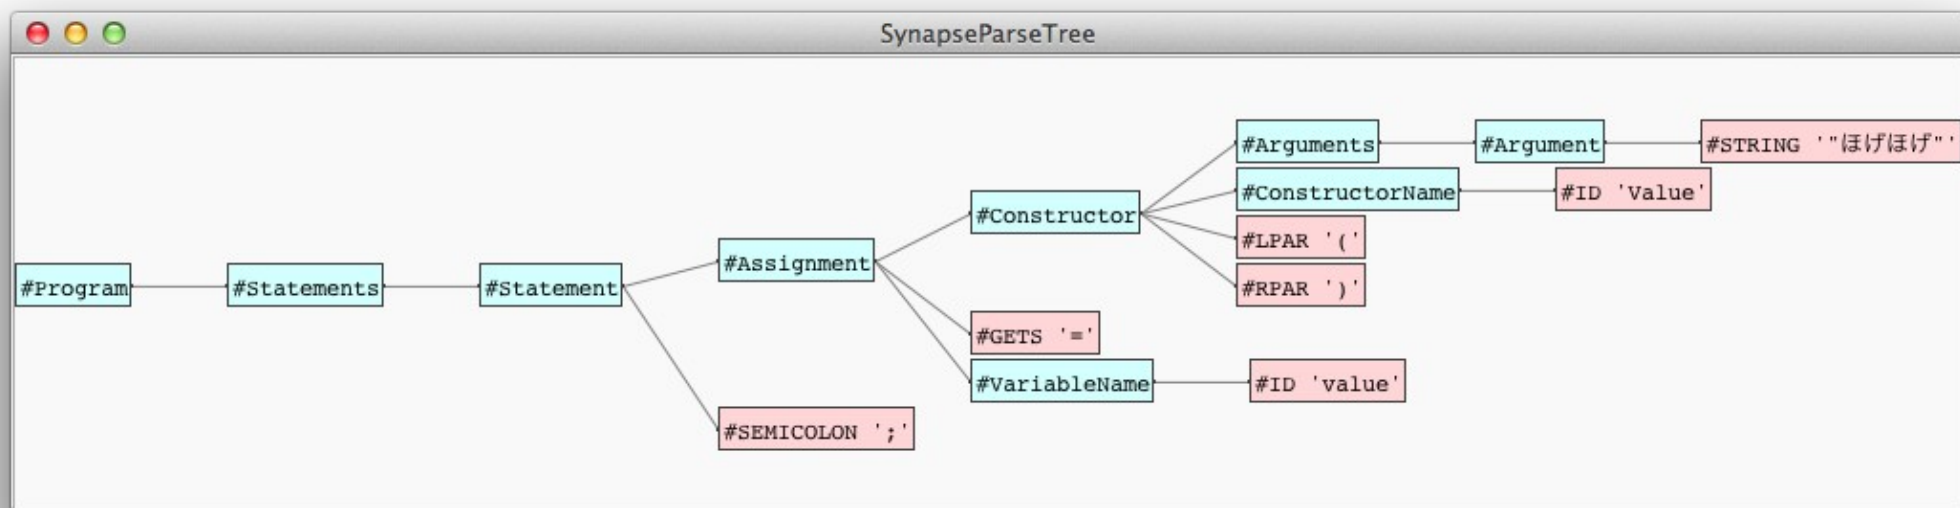 SynapseParseTree
#Arguments
#Argument
#STRING '"ほげほげ"'
#ConstructorName
#ID 'Value'
#Constructor
#LPAR '('
#Assignment
#RPAR ')'
#Program
#Statements
#Statement
#GETS '='
#VariableName
#ID 'value'
#SEMICOLON ';'